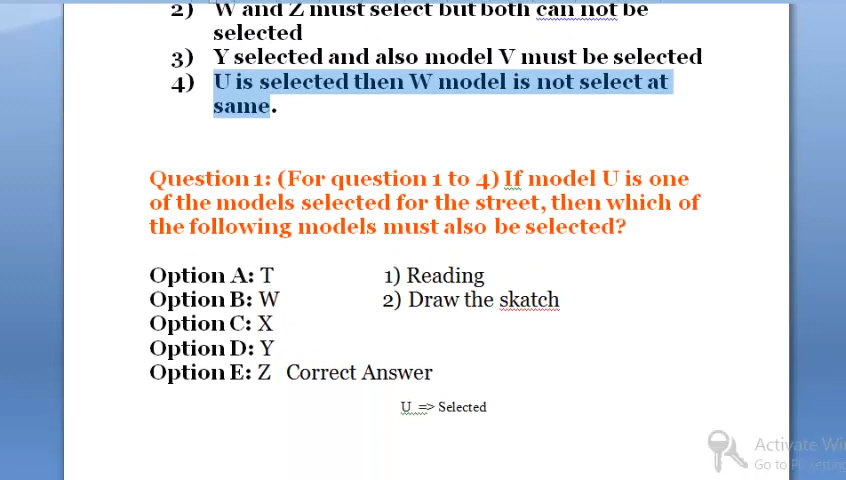 2) W and Z must select but both can not be
selected
3) Y selected and also model V must be selected
4) U is selected then W model is not select at
same.
Question 1: (For question 1 to 4) If model U is one
of the models selected for the street, then which of
the following models must also be selected?
Option A: T 1) Reading
Option B: W 2) Draw the skatch
Option C: X
Option D: Y
Option E: Z Correct Answer
U => Selected
Activate Wi
Go to PC setting